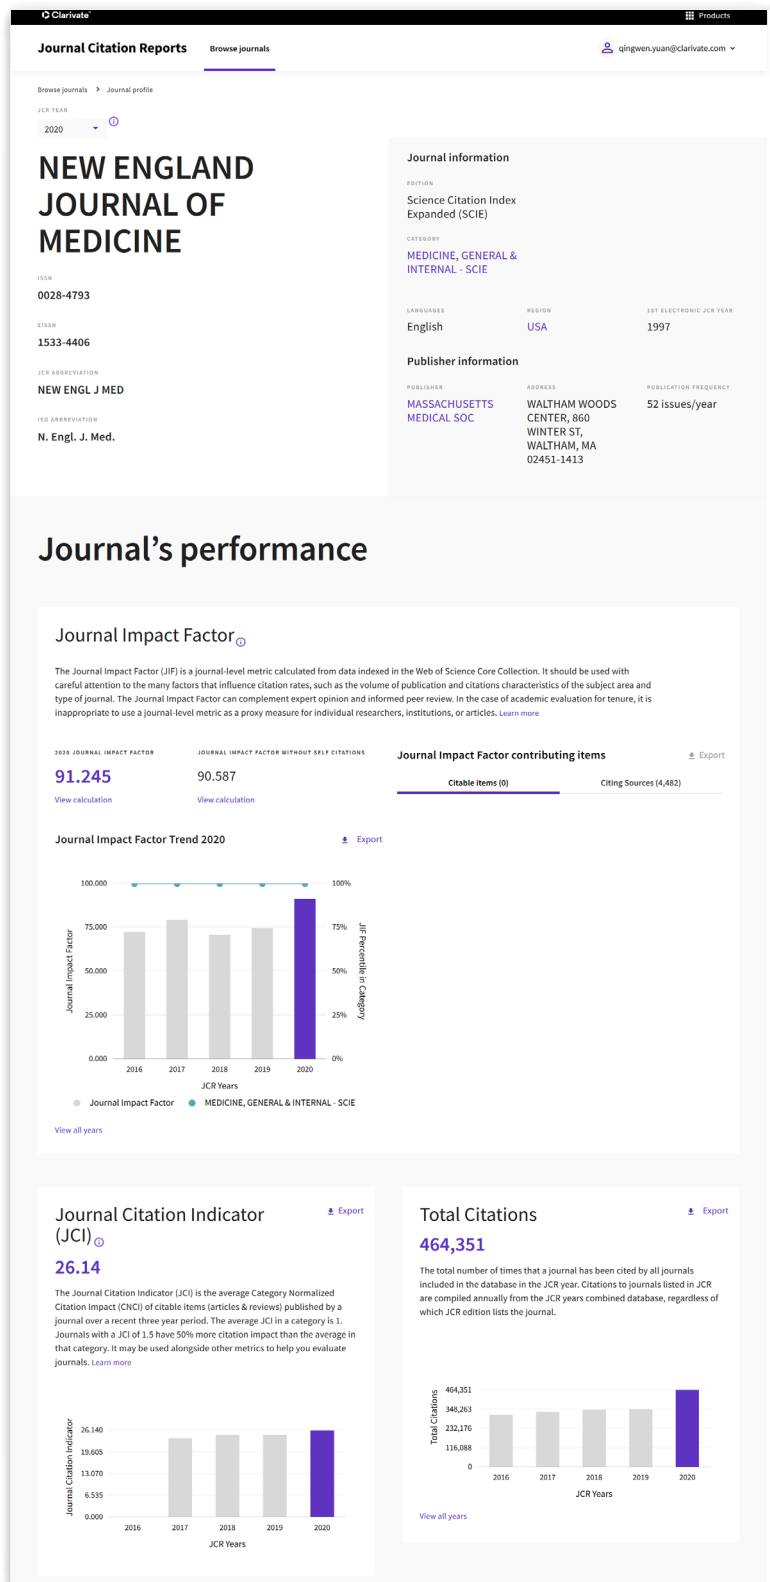 Clarivate™
Products
Journal Citation Reports
Browse journals
qingwen.yuan@clarivate.com
Browse journals > Journal profile
JCR YEAR
2020
NEW ENGLAND
JOURNAL OF
MEDICINE
ISSN
0028-4793
EISSN
1533-4406
JCR ABBREVIATION
NEW ENGL J MED
ISO ABBREVIATION
N. Engl. J. Med.
Journal information
EDITION
Science Citation Index
Expanded (SCIE)
CATEGORY
MEDICINE, GENERAL &
INTERNAL - SCIE
LANGUAGES
English
REGION
USA
1ST ELECTRONIC JCR YEAR
1997
Publisher information
PUBLISHER
MASSACHUSETTS
MEDICAL SOC
ADDRESS
WALTHAM WOODS
CENTER, 860
WINTER ST,
WALTHAM, MA
02451-1413
PUBLICATION FREQUENCY
52 issues/year
Journal's performance
Journal Impact Factor
The Journal Impact Factor (JIF) is a journal-level metric calculated from data indexed in the Web of Science Core Collection. It should be used with
careful attention to the many factors that influence citation rates, such as the volume of publication and citations characteristics of the subject area and
type of journal. The Journal Impact Factor can complement expert opinion and informed peer review. In the case of academic evaluation for tenure, it is
inappropriate to use a journal-level metric as a proxy measure for individual researchers, institutions, or articles. Learn more
2020 JOURNAL IMPACT FACTOR
91.245
View calculation
JOURNAL IMPACT FACTOR WITHOUT SELF CITATIONS
90.587
View calculation
Journal Impact Factor contributing items
Export
Citable items (0)
Citing Sources (4,482)
Journal Impact Factor Trend 2020
Export
Journal Impact Factor
100.000
75.000
50.000
25.000
0.000
100%
75%
50%
25%
0%
JIF Percentile in Category
2016 2017 2018 2019 2020
JCR Years
Journal Impact Factor
MEDICINE, GENERAL & INTERNAL - SCIE
View all years
Journal Citation Indicator
(JCI)
Export
26.14
The Journal Citation Indicator (JCI) is the average Category Normalized
Citation Impact (CNCI) of citable items (articles & reviews) published by a
journal over a recent three year period. The average JCI in a category is 1.
Journals with a JCI of 1.5 have 50% more citation impact than the average in
that category. It may be used alongside other metrics to help you evaluate
journals. Learn more
Journal Citation Indicator
26.140
19.605
13.070
6.535
0.000
2016 2017 2018 2019 2020
JCR Years
Total Citations
Export
464,351
The total number of times that a journal has been cited by all journals
included in the database in the JCR year. Citations to journals listed in JCR
are compiled annually from the JCR years combined database, regardless of
which JCR edition lists the journal.
Total Citations
464,351
348,263
232,176
116,088
0
2016 2017 2018 2019 2020
JCR Years
View all years